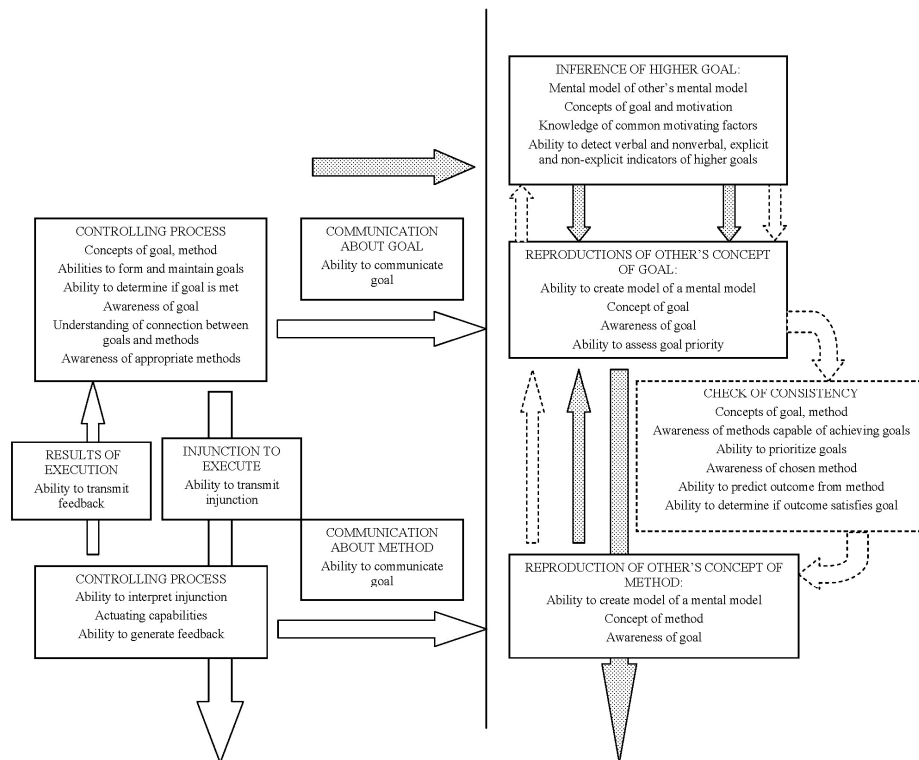 INFERENCE OF HIGHER GOAL:
Mental model of other's mental model
Concepts of goal and motivation
Knowledge of common motivating factors
Ability to detect verbal and nonverbal, explicit
and non-explicit indicators of higher goals
CONTROLLING PROCESS
Concepts of goal, method
Abilities to form and maintain goals
Ability to determine if goal is met
Awareness of goal
Understanding of connection between
goals and methods
Awareness of appropriate methods
COMMUNICATION
ABOUT GOAL
Ability to communicate
goal
REPRODUCTIONS OF OTHER'S CONCEPT
OF GOAL:
Ability to create model of a mental model
Concept of goal
Awareness of goal
Ability to assess goal priority
CHECK OF CONSISTENCY
Concepts of goal, method
Awareness of methods capable of achieving goals
Ability to prioritize goals
Awareness of chosen method
Ability to predict outcome from method
Ability to determine if outcome satisfies goal
RESULTS OF
EXECUTION
Ability to transmit
feedback
INJUNCTION TO
EXECUTE
Ability to transmit
injunction
COMMUNICATION
ABOUT METHOD
Ability to communicate
goal
CONTROLLING PROCESS
Ability to interpret injunction
Actuating capabilities
Ability to generate feedback
REPRODUCTION OF OTHER'S CONCEPT OF
METHOD:
Ability to create model of a mental model
Concept of method
Awareness of goal